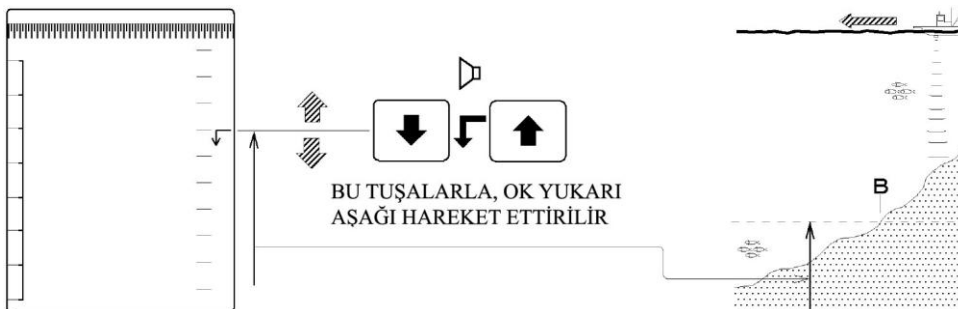 BU TUŞALARLA, OK YUKARI
AŞAĞI HAREKET ETTİRİLİR
B